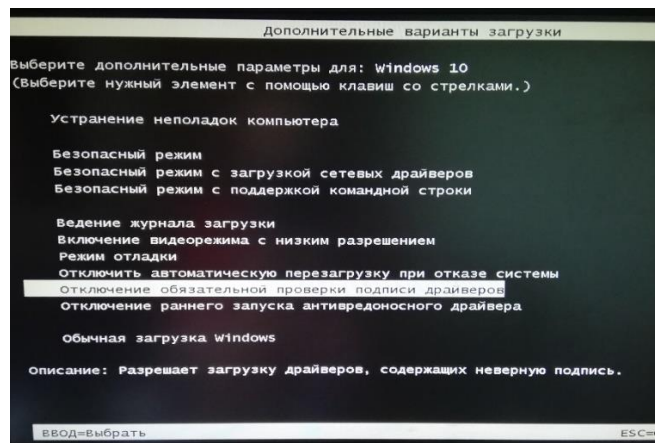 Дополнительные варианты загрузки
Выберите дополнительные параметры для: Windows 10
(Выберите нужный элемент с помощью клавиш со стрелками.)
Устранение неполадок компьютера
Безопасный режим
Безопасный режим с загрузкой сетевых драйверов
Безопасный режим с поддержкой командной строки
Ведение журнала загрузки
Включение видеорежима с низким разрешением
Режим отладки
Отключить автоматическую перезагрузку при отказе системы
Отключение обязательной проверки подписи драйверов
Отключение раннего запуска антивредоносного драйвера
Обычная загрузка Windows
Описание: Разрешает загрузку драйверов, содержащих неверную подпись.
ВВОД=Выбрать ESC=